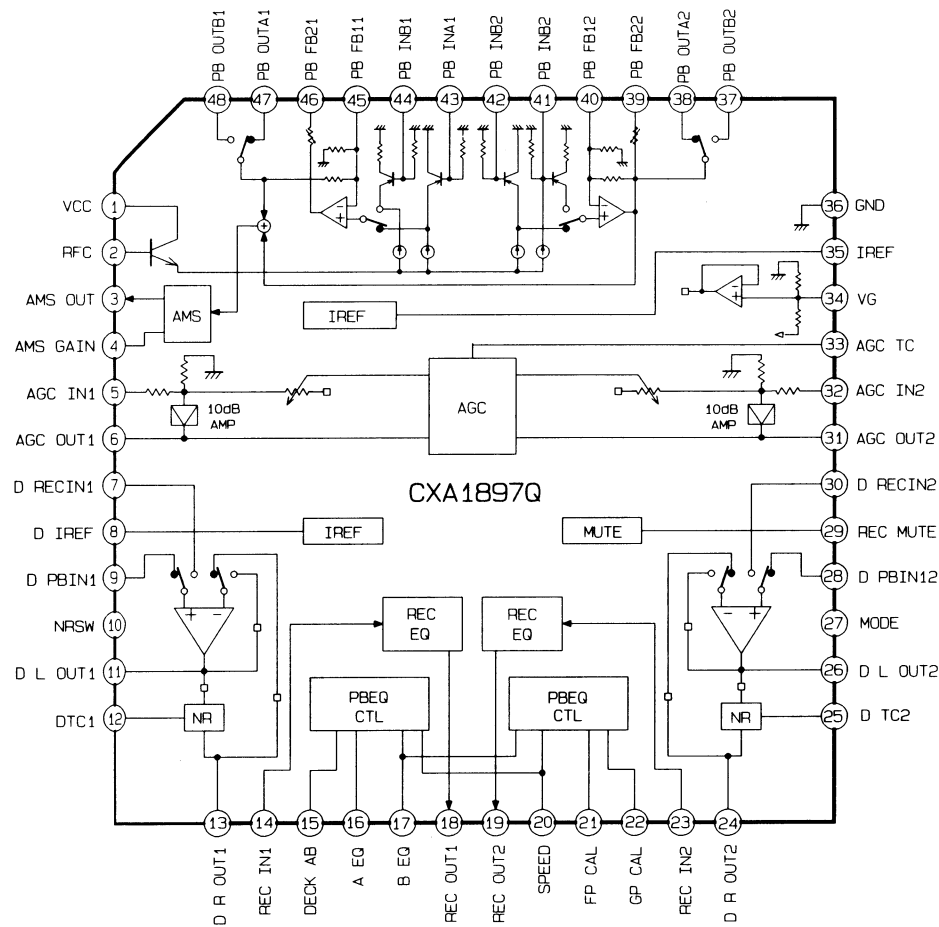 PB OUTB1
PB OUTA1
PB FB21
PB FB11
PB INB1
PB INA1
PB INB2
PB INB2
PB FB12
PB FB22
PB OUTA2
PB OUTB2
48
47
46
45
44
43
42
41
40
39
38
37
VCC 1
RFC 2
AMS OUT 3
AMS GAIN 4
AGC IN1 5
AGC OUT1 6
D RECIN1 7
D IREF 8
D PBIN1 9
NRSW 10
D L OUT1 11
DTC1 12
36 GND
35 IREF
34 VG
33 AGC TC
32 AGC IN2
31 AGC OUT2
30 D RECIN2
29 REC MUTE
28 D PBIN12
27 MODE
26 D L OUT2
25 D TC2
+
-
+
-
+
-
+
AMS
IREF
10dB
AMP
AGC
10dB
AMP
CXA1897Q
IREF
MUTE
+ -
- +
REC
EQ
REC
EQ
PBEQ
CTL
PBEQ
CTL
NR
NR
13
14
15
16
17
18
19
20
21
22
23
24
D R OUT1
REC IN1
DECK AB
A EQ
B EQ
REC OUT1
REC OUT2
SPEED
FP CAL
GP CAL
REC IN2
D R OUT2